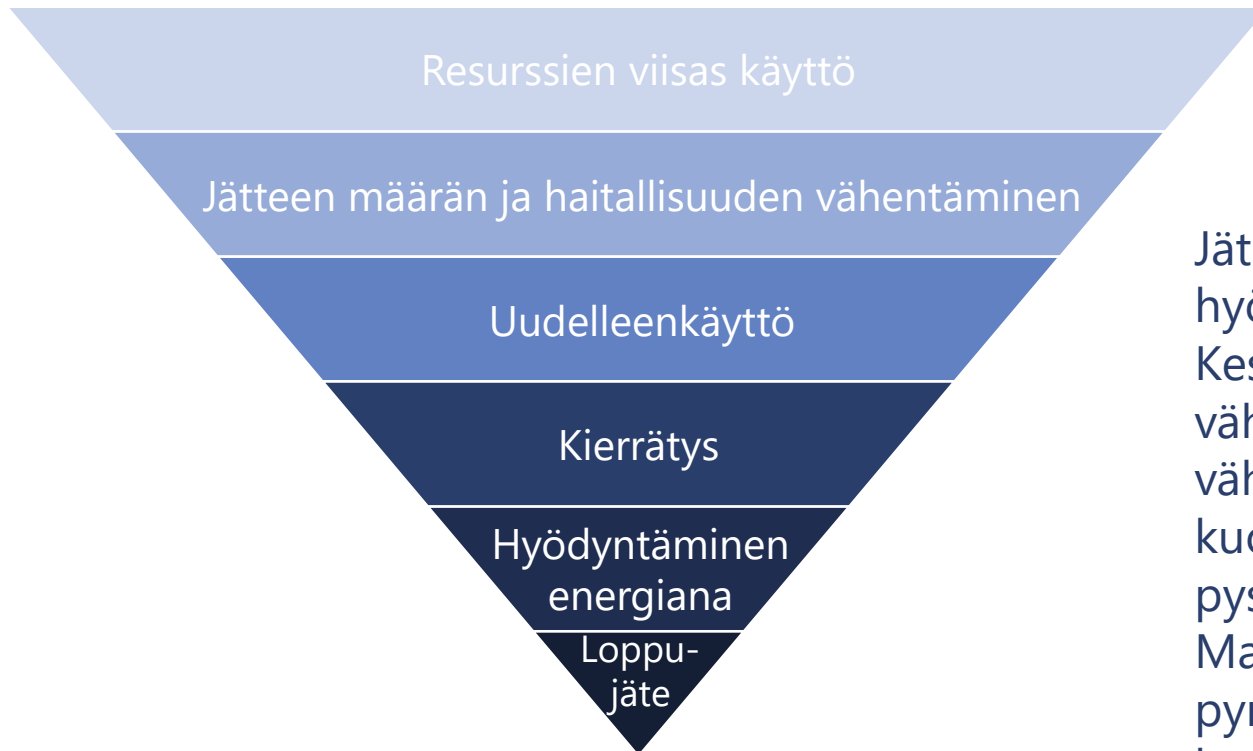 Resurssien viisas käyttö
Jätteen määrän ja haitallisuuden vähentäminen
Uudelleenkäyttö
Kierrätys
Hyödyntäminen
energiana
Loppu-
jäte